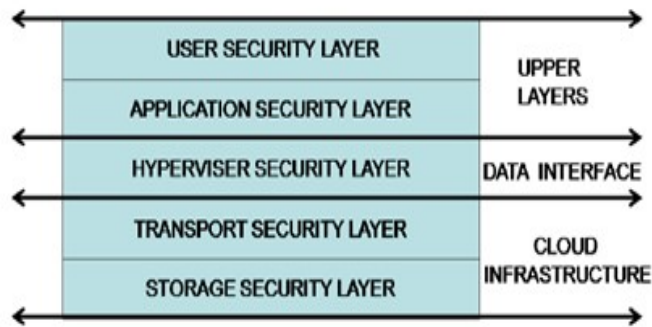 USER SECURITY LAYER
APPLICATION SECURITY LAYER
UPPER
LAYERS
HYPERVISER SECURITY LAYER
DATA INTERFACE
TRANSPORT SECURITY LAYER
STORAGE SECURITY LAYER
CLOUD
INFRASTRUCTURE